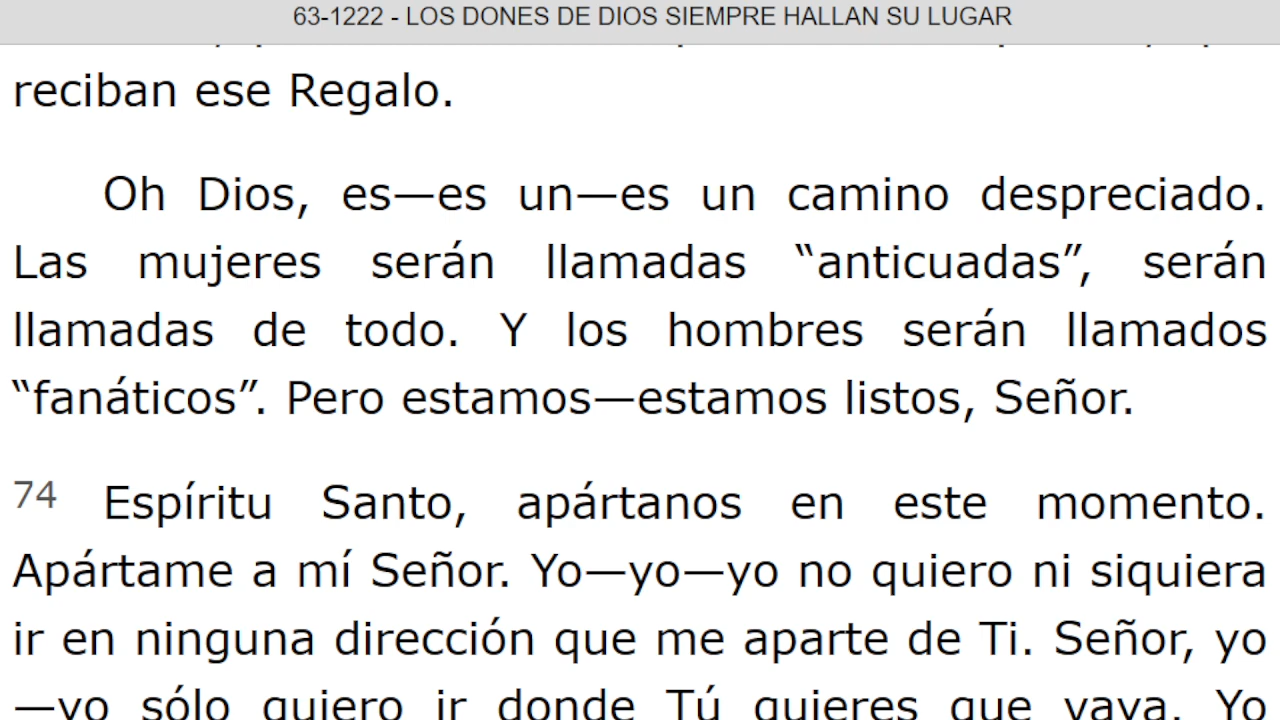 63-1222 - LOS DONES DE DIOS SIEMPRE HALLAN SU LUGAR
reciban ese Regalo.
Oh Dios, es—es un—es un camino despreciado.
Las mujeres serán llamadas “anticuadas”, serán
llamadas de todo. Y los hombres serán llamados
“fanáticos”. Pero estamos—estamos listos, Señor.
74 Espíritu Santo, apártanos en este momento.
Apártame a mí Señor. Yo—yo—yo no quiero ni siquiera
ir en ninguna dirección que me aparte de Ti. Señor, yo
—yo sólo quiero ir donde Tú quieres que vaya. Yo